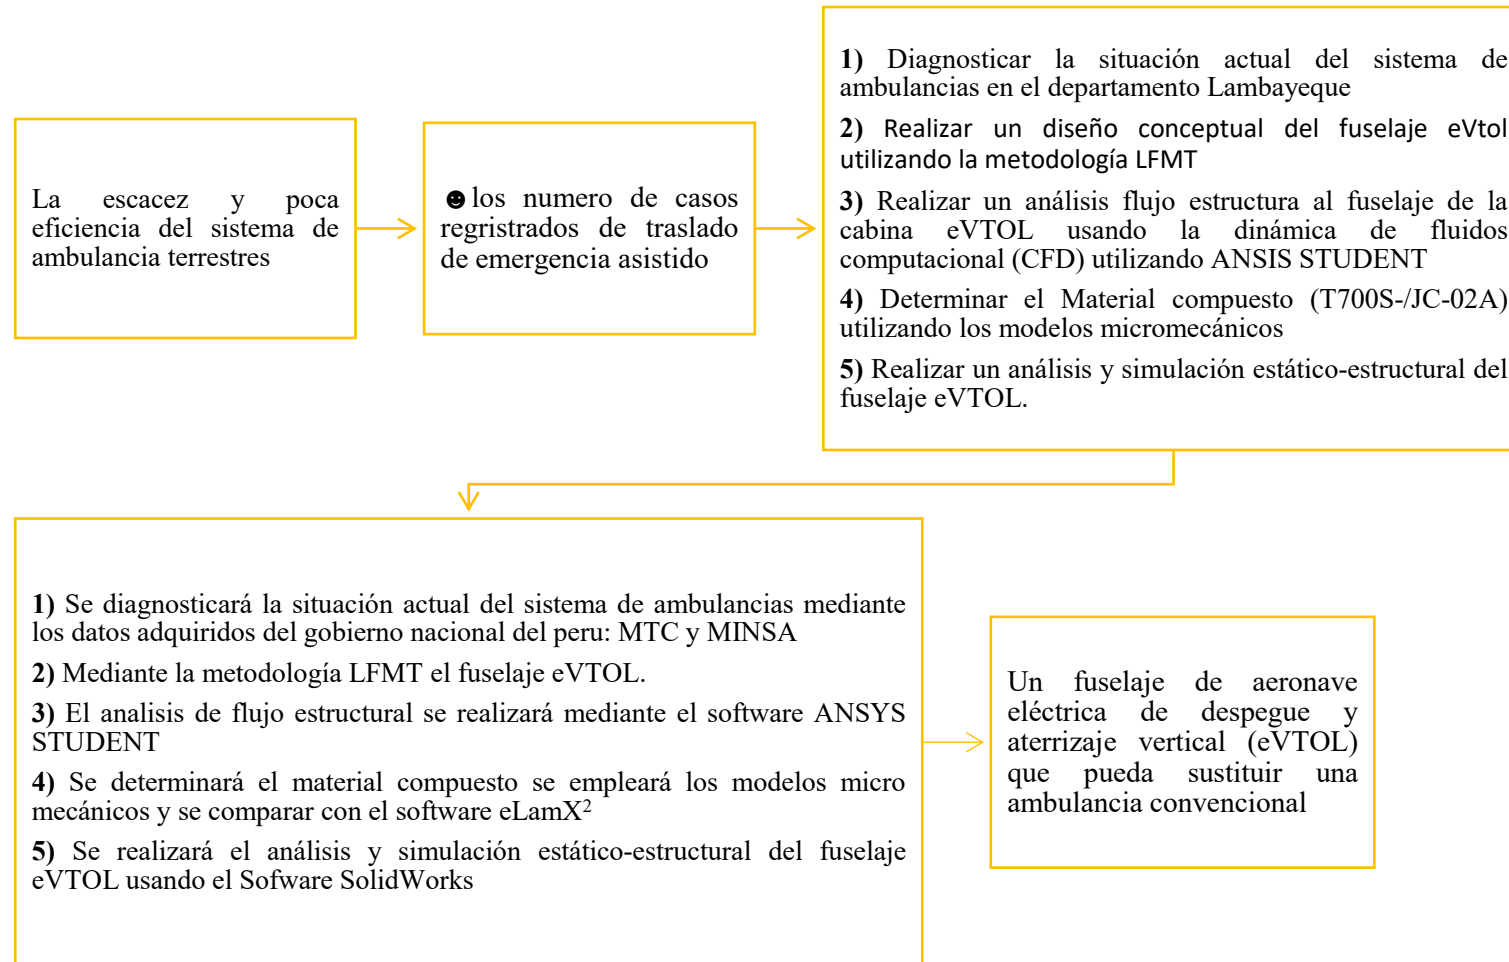 La escacez y poca
eficiencia del sistema de
ambulancia terrestres
☻los numero de casos
regristrados de traslado
de emergencia asistido
1) Diagnosticar la situación actual del sistema de
ambulancias en el departamento Lambayeque
2) Realizar un diseño conceptual del fuselaje eVtol
utilizando la metodología LFMT
3) Realizar un análisis flujo estructura al fuselaje de la
cabina eVTOL usando la dinámica de fluidos
computacional (CFD) utilizando ANSIS STUDENT
4) Determinar el Material compuesto (T700S-/JC-02A)
utilizando los modelos micromecánicos
5) Realizar un análisis y simulación estático-estructural del
fuselaje eVTOL.
1) Se diagnosticará la situación actual del sistema de ambulancias mediante
los datos adquiridos del gobierno nacional del peru: MTC y MINSA
2) Mediante la metodología LFMT el fuselaje eVTOL.
3) El analisis de flujo estructural se realizará mediante el software ANSYS
STUDENT
4) Se determinará el material compuesto se empleará los modelos micro
mecánicos y se comparar con el software eLamX²
5) Se realizará el análisis y simulación estático-estructural del fuselaje
eVTOL usando el Sofware SolidWorks
Un fuselaje de aeronave
eléctrica de despegue y
aterrizaje vertical (eVTOL)
que pueda sustituir una
ambulancia convencional